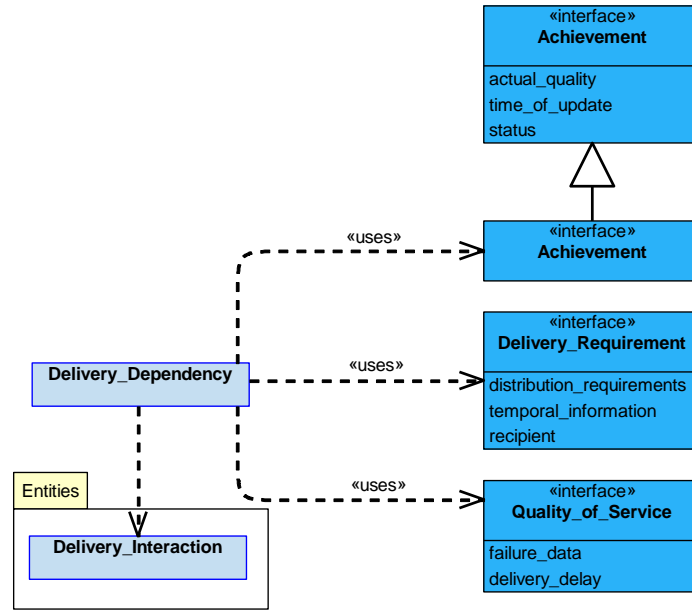 «interface»
Achievement
actual_quality
time_of_update
status
«uses»
«interface»
Achievement
«interface»
Delivery_Requirement
distribution_requirements
temporal_information
recipient
«uses»
Delivery_Dependency
Entities
Delivery_Interaction
«uses»
«interface»
Quality_of_Service
failure_data
delivery_delay